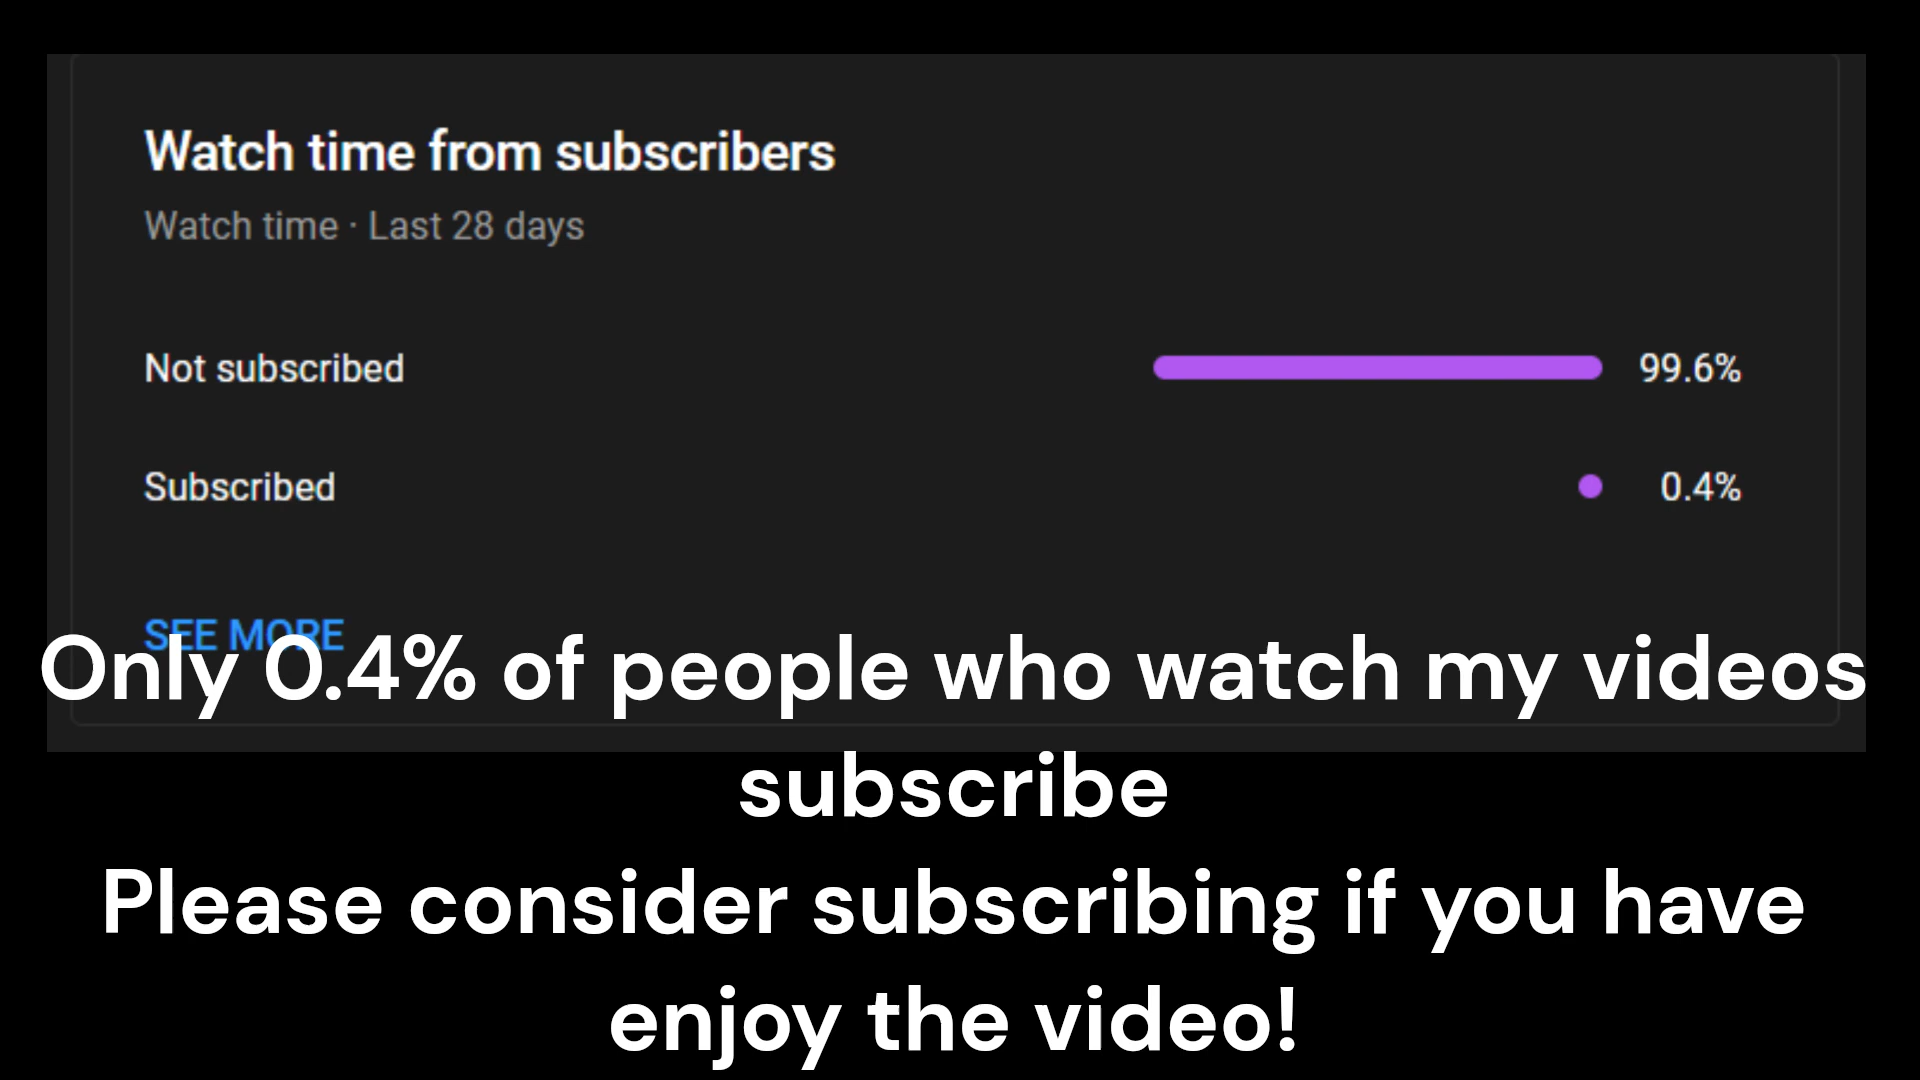 Watch time from subscribers
Watch time · Last 28 days
Not subscribed 99.6%
Subscribed 0.4%
SEE MORE
Only 0.4% of people who watch my videos
subscribe
Please consider subscribing if you have
enjoy the video!